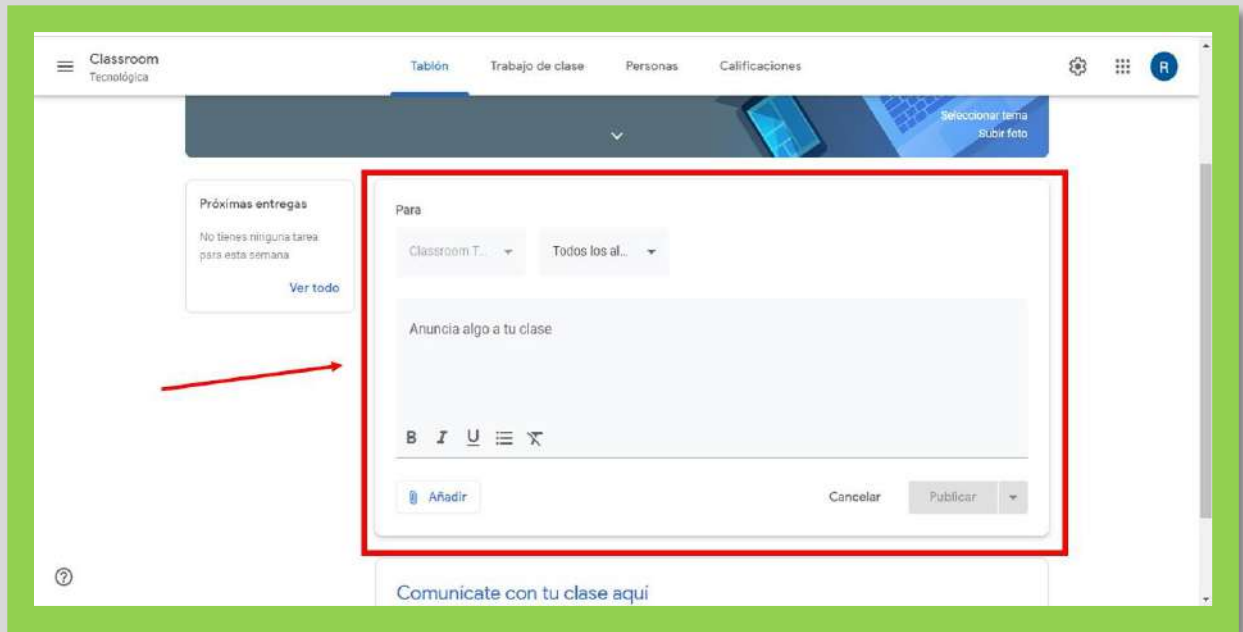 Classroom
Tecnológica
Tablón Trabajo de clase Personas Calificaciones
R
Seleccionar tema
Subir foto
Próximas entregas
No tienes ninguna tarea
para esta semana
Ver todo
Para
Classroom T... Todos los al...
Anuncia algo a tu clase
B I U
Añadir Cancelar Publicar
Comunícate con tu clase aquí